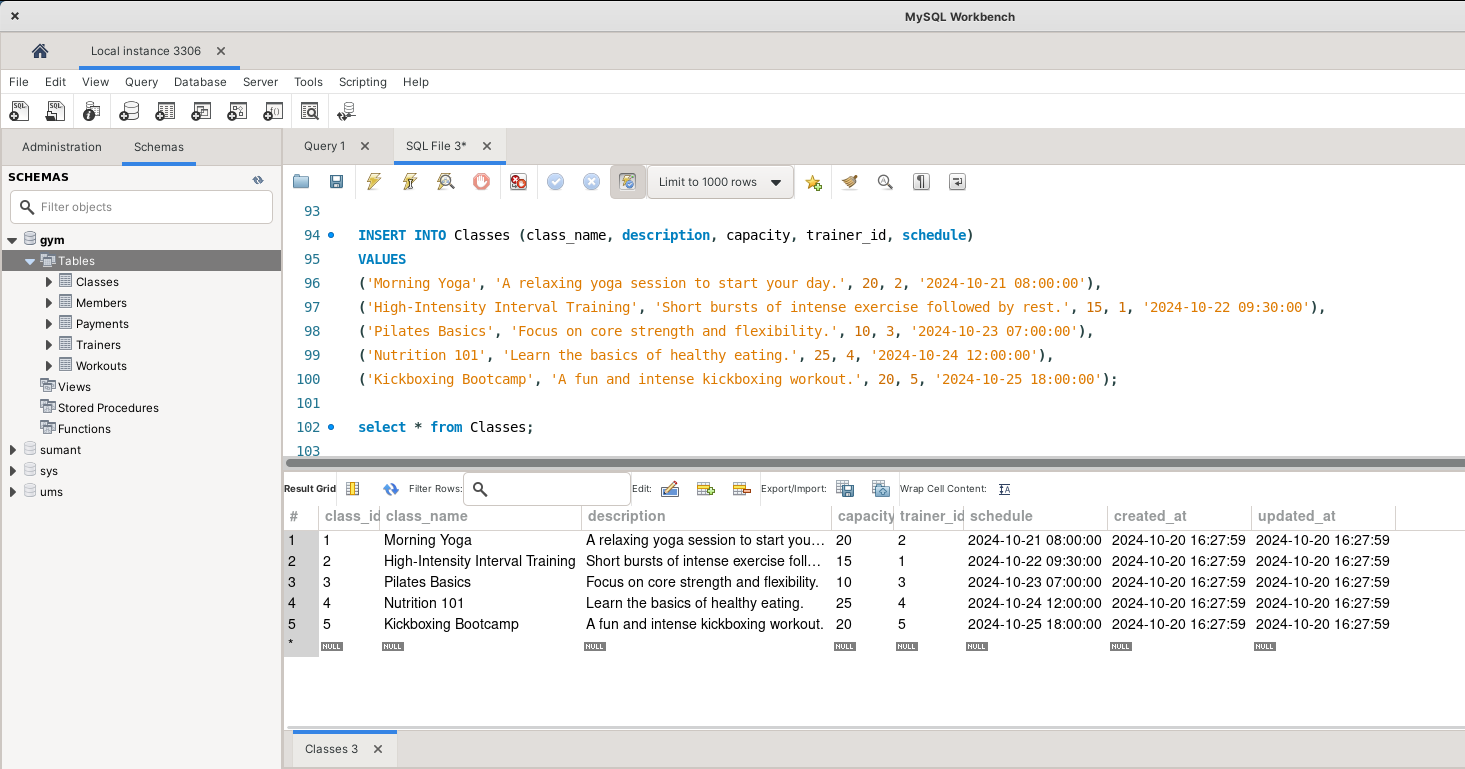 MySQL Workbench
Local instance 3306
File Edit View Query Database Server Tools Scripting Help
Administration Schemas
SCHEMAS
Filter objects
gym
Tables
Classes
Members
Payments
Trainers
Workouts
Views
Stored Procedures
Functions
sumant
sys
ums
Query 1 SQL File 3*
Limit to 1000 rows
93
94 INSERT INTO Classes (class_name, description, capacity, trainer_id, schedule)
95 VALUES
96 ('Morning Yoga', 'A relaxing yoga session to start your day.', 20, 2, '2024-10-21 08:00:00'),
97 ('High-Intensity Interval Training', 'Short bursts of intense exercise followed by rest.', 15, 1, '2024-10-22 09:30:00'),
98 ('Pilates Basics', 'Focus on core strength and flexibility.', 10, 3, '2024-10-23 07:00:00'),
99 ('Nutrition 101', 'Learn the basics of healthy eating.', 25, 4, '2024-10-24 12:00:00'),
100 ('Kickboxing Bootcamp', 'A fun and intense kickboxing workout.', 20, 5, '2024-10-25 18:00:00');
101
102 select * from Classes;
103
Result Grid Filter Rows: Edit: Export/Import: Wrap Cell Content:
# class_id class_name description capacity trainer_id schedule created_at updated_at
1 1 Morning Yoga A relaxing yoga session to start you... 20 2 2024-10-21 08:00:00 2024-10-20 16:27:59 2024-10-20 16:27:59
2 2 High-Intensity Interval Training Short bursts of intense exercise foll... 15 1 2024-10-22 09:30:00 2024-10-20 16:27:59 2024-10-20 16:27:59
3 3 Pilates Basics Focus on core strength and flexibility. 10 3 2024-10-23 07:00:00 2024-10-20 16:27:59 2024-10-20 16:27:59
4 4 Nutrition 101 Learn the basics of healthy eating. 25 4 2024-10-24 12:00:00 2024-10-20 16:27:59 2024-10-20 16:27:59
5 5 Kickboxing Bootcamp A fun and intense kickboxing workout. 20 5 2024-10-25 18:00:00 2024-10-20 16:27:59 2024-10-20 16:27:59
* NULL NULL NULL NULL NULL NULL NULL NULL
Classes 3